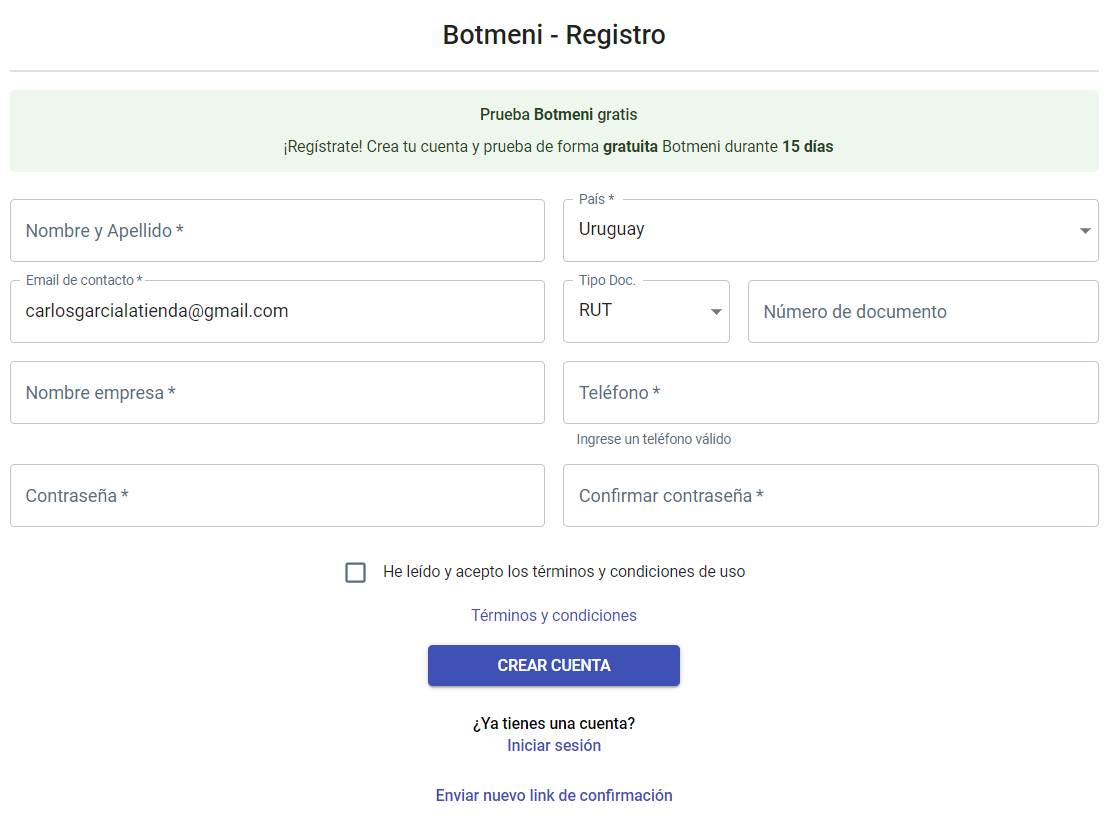 Botmeni - Registro
Prueba Botmeni gratis
¡Regístrate! Crea tu cuenta y prueba de forma gratuita Botmeni durante 15 días
Nombre y Apellido *
País *
Uruguay
Email de contacto *
carlosgarcialatienda@gmail.com
Tipo Doc.
RUT
Número de documento
Nombre empresa *
Teléfono *
Ingrese un teléfono válido
Contraseña *
Confirmar contraseña *
He leído y acepto los términos y condiciones de uso
Términos y condiciones
CREAR CUENTA
¿Ya tienes una cuenta?
Iniciar sesión
Enviar nuevo link de confirmación